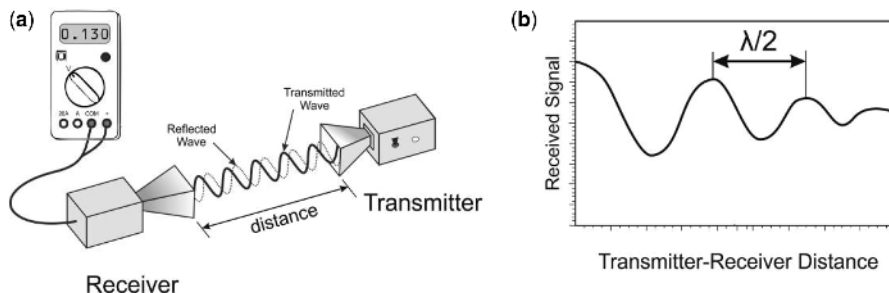 (a)
0.130
V
20A A COM +
Transmitted
Wave
Reflected
Wave
distance
Transmitter
Receiver
(b)
λ/2
Received Signal
Transmitter-Receiver Distance